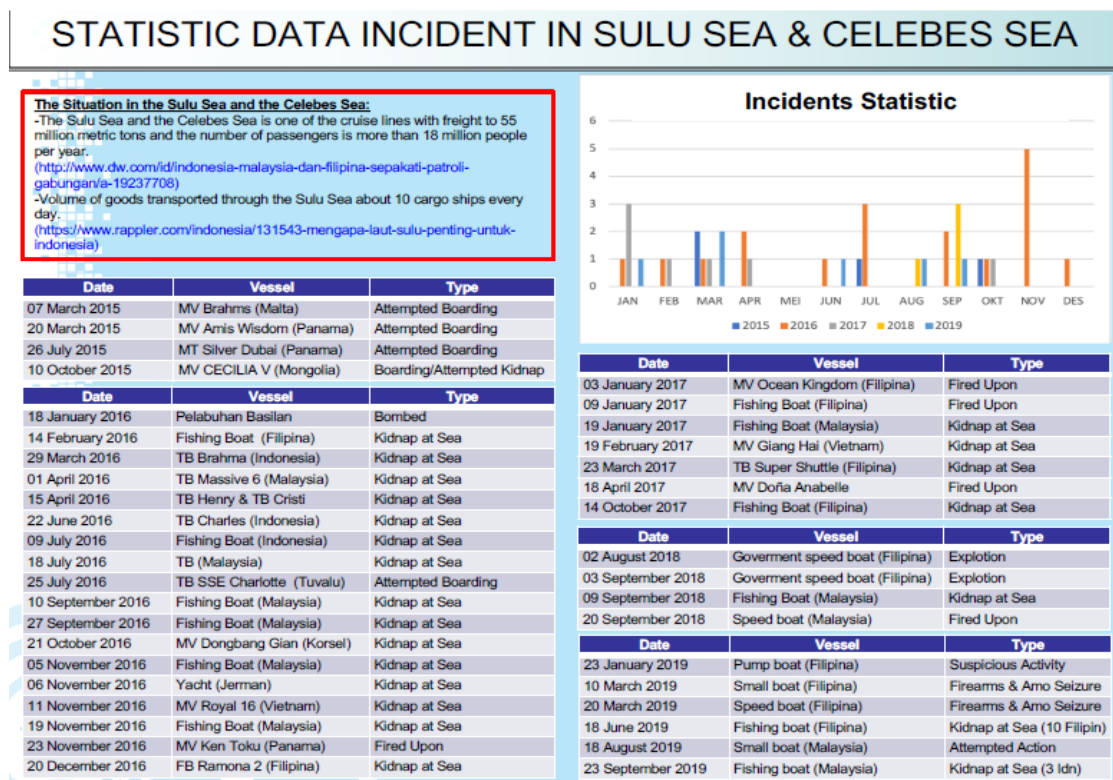 STATISTIC DATA INCIDENT IN SULU SEA & CELEBES SEA
The Situation in the Sulu Sea and the Celebes Sea:
-The Sulu Sea and the Celebes Sea is one of the cruise lines with freight to 55
million metric tons and the number of passengers is more than 18 million people
per year.
(http://www.dw.com/id/indonesia-malaysia-dan-filipina-sepakati-patroli-
gabungan/a-19237708)
-Volume of goods transported through the Sulu Sea about 10 cargo ships every
day.
(https://www.rappler.com/indonesia/131543-mengapa-laut-sulu-penting-untuk-
indonesia)
Date Vessel Type
07 March 2015 MV Brahms (Malta) Attempted Boarding
20 March 2015 MV Amis Wisdom (Panama) Attempted Boarding
26 July 2015 MT Silver Dubai (Panama) Attempted Boarding
10 October 2015 MV CECILIA V (Mongolia) Boarding/Attempted Kidnap
Date Vessel Type
18 January 2016 Pelabuhan Basilan Bombed
14 February 2016 Fishing Boat (Filipina) Kidnap at Sea
29 March 2016 TB Brahma (Indonesia) Kidnap at Sea
01 April 2016 TB Massive 6 (Malaysia) Kidnap at Sea
15 April 2016 TB Henry & TB Cristi Kidnap at Sea
22 June 2016 TB Charles (Indonesia) Kidnap at Sea
09 July 2016 Fishing Boat (Indonesia) Kidnap at Sea
18 July 2016 TB (Malaysia) Kidnap at Sea
25 July 2016 TB SSE Charlotte (Tuvalu) Attempted Boarding
10 September 2016 Fishing Boat (Malaysia) Kidnap at Sea
27 September 2016 Fishing Boat (Malaysia) Kidnap at Sea
21 October 2016 MV Dongbang Gian (Korsel) Kidnap at Sea
05 November 2016 Fishing Boat (Malaysia) Kidnap at Sea
06 November 2016 Yacht (Jerman) Kidnap at Sea
11 November 2016 MV Royal 16 (Vietnam) Kidnap at Sea
19 November 2016 Fishing Boat (Malaysia) Kidnap at Sea
23 November 2016 MV Ken Toku (Panama) Fired Upon
20 December 2016 FB Ramona 2 (Filipina) Kidnap at Sea
Incidents Statistic
6
5
4
3
2
1
0
JAN FEB MAR APR MEI JUN JUL AUG SEP OKT NOV DES
2015 2016 2017 2018 2019
Date Vessel Type
03 January 2017 MV Ocean Kingdom (Filipina) Fired Upon
09 January 2017 Fishing Boat (Filipina) Fired Upon
19 January 2017 Fishing Boat (Malaysia) Kidnap at Sea
19 February 2017 MV Giang Hai (Vietnam) Kidnap at Sea
23 March 2017 TB Super Shuttle (Filipina) Kidnap at Sea
18 April 2017 MV Doña Anabelle Fired Upon
14 October 2017 Fishing Boat (Filipina) Kidnap at Sea
Date Vessel Type
02 August 2018 Goverment speed boat (Filipina) Explotion
03 September 2018 Goverment speed boat (Filipina) Explotion
09 September 2018 Fishing Boat (Malaysia) Kidnap at Sea
20 September 2018 Speed boat (Malaysia) Fired Upon
Date Vessel Type
23 January 2019 Pump boat (Filipina) Suspicious Activity
10 March 2019 Small boat (Filipina) Firearms & Amo Seizure
20 March 2019 Speed boat (Filipina) Firearms & Amo Seizure
18 June 2019 Fishing boat (Filipina) Kidnap at Sea (10 Filipin)
18 August 2019 Small boat (Malaysia) Attempted Action
23 September 2019 Fishing boat (Malaysia) Kidnap at Sea (3 Idn)